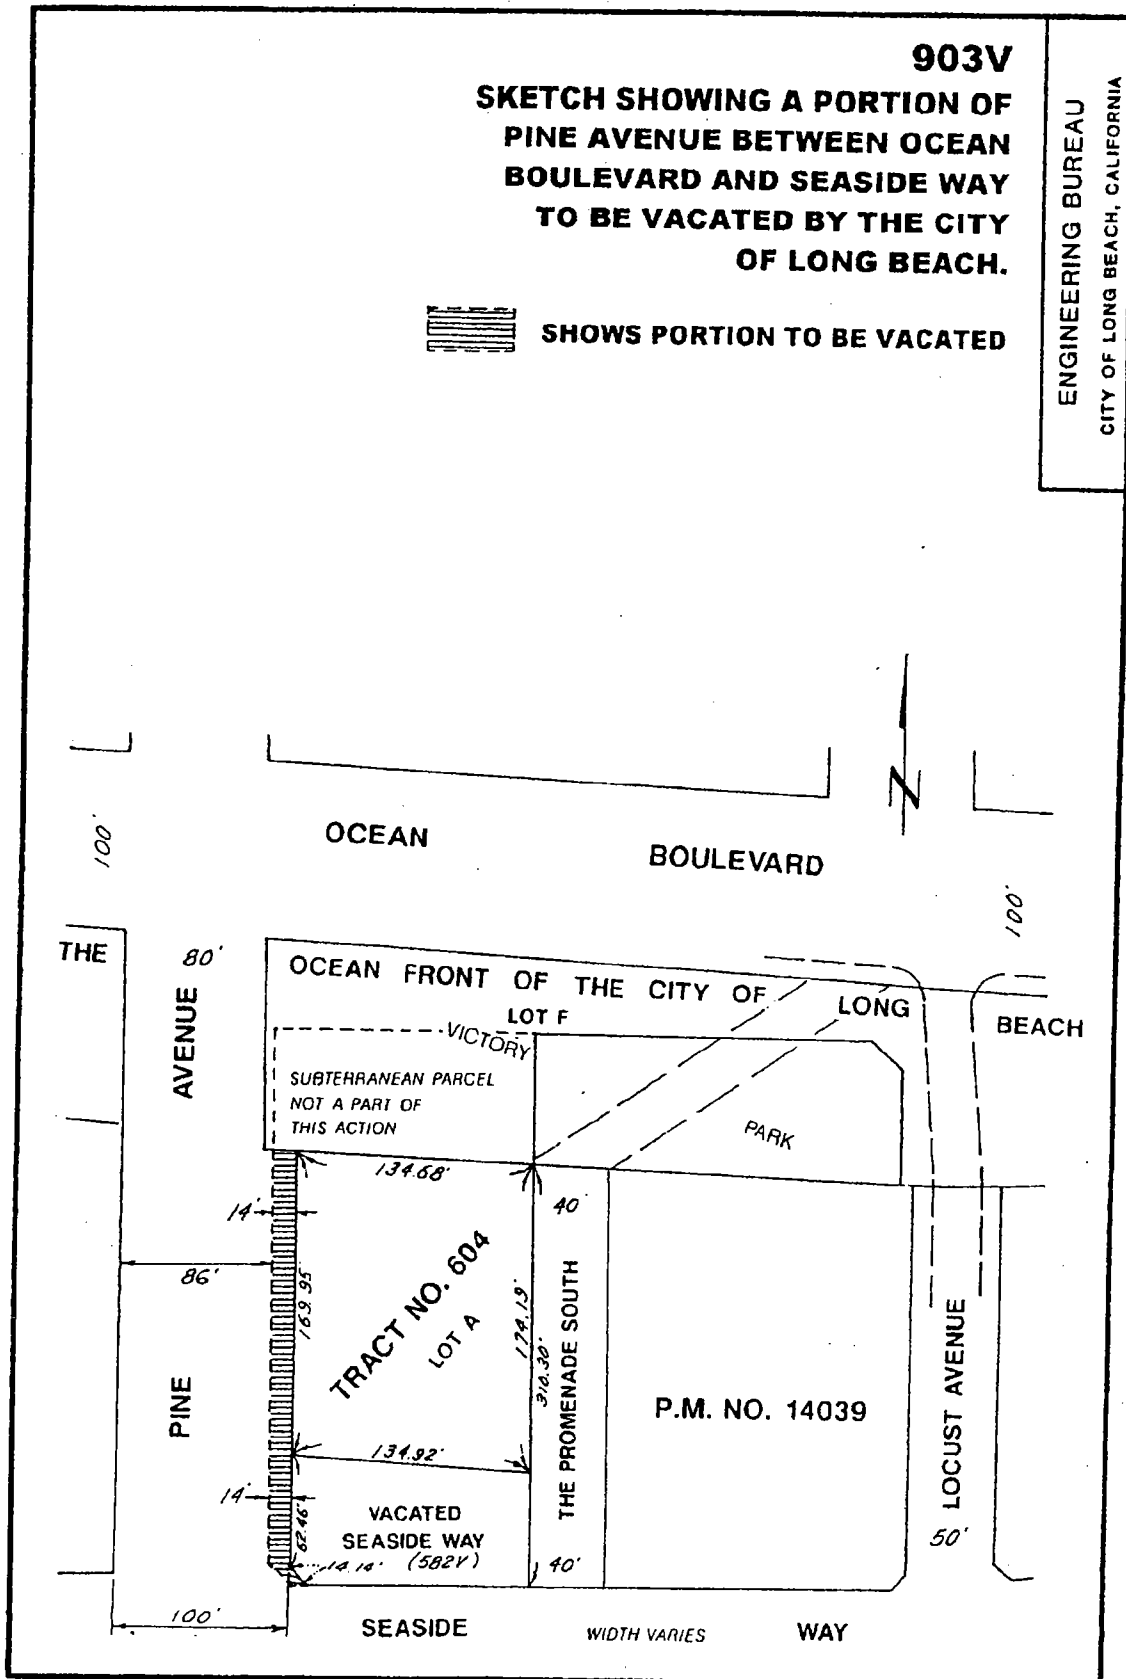 903V
SKETCH SHOWING A PORTION OF
PINE AVENUE BETWEEN OCEAN
BOULEVARD AND SEASIDE WAY
TO BE VACATED BY THE CITY
OF LONG BEACH.
SHOWS PORTION TO BE VACATED
ENGINEERING BUREAU
CITY OF LONG BEACH, CALIFORNIA
N
100'
OCEAN BOULEVARD
100'
THE
80'
OCEAN FRONT OF THE CITY OF LONG BEACH
LOT F
VICTORY
PARK
AVENUE
SUBTERRANEAN PARCEL
NOT A PART OF
THIS ACTION
134.68'
14'
40'
86'
169.95'
TRACT NO. 604
LOT A
174.19'
310.30'
THE PROMENADE SOUTH
P.M. NO. 14039
LOCUST AVENUE
PINE
134.92'
14'
62.46'
VACATED
SEASIDE WAY
(582V)
14.14'
40'
50'
100'
SEASIDE
WIDTH VARIES
WAY